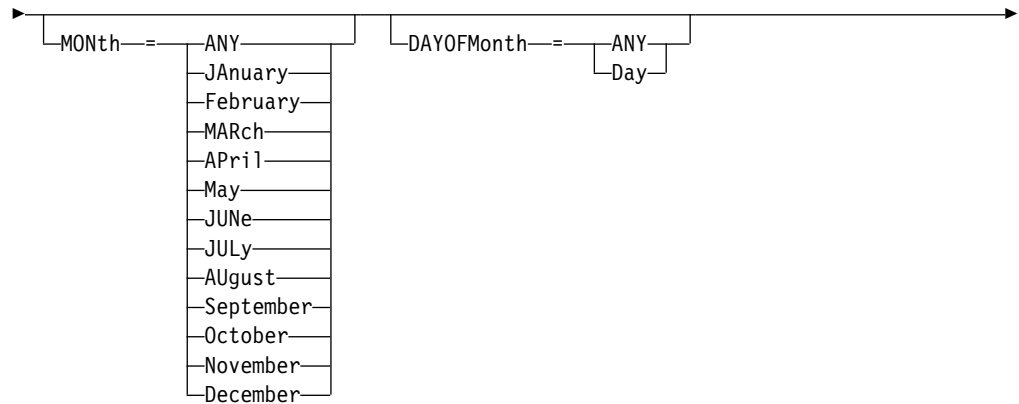 MONth = ANY DAYOFMonth = ANY
JAnuary Day
February
MARch
APril
May
JUNe
JULy
AUgust
September
October
November
December